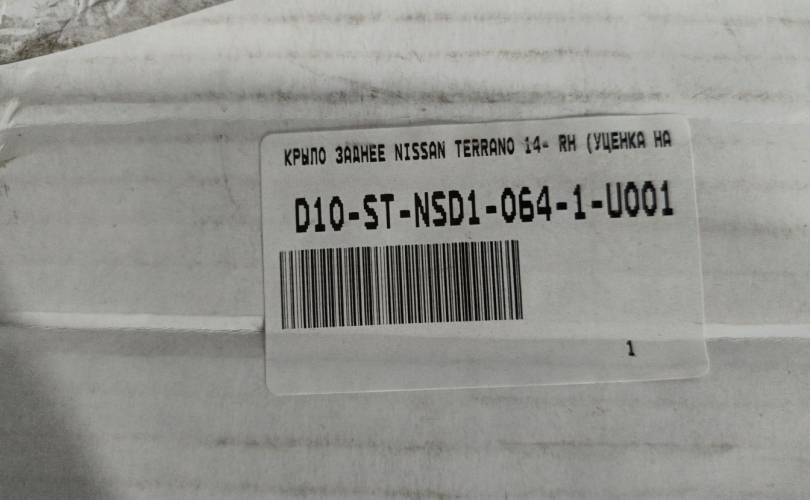 КРЫЛО ЗАДНЕЕ NISSAN TERRANO 14- RH (УЦЕНКА НА
D10-ST-NSD1-064-1-U001
1